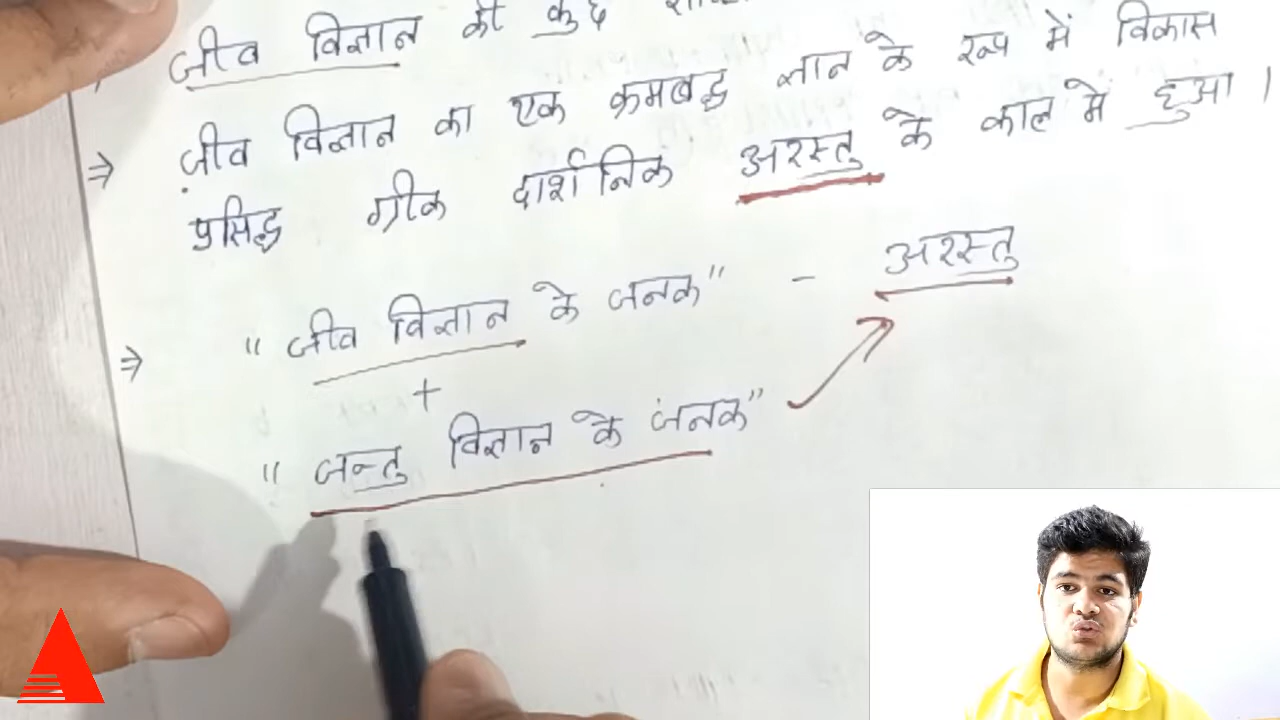 जीव विज्ञान की कुछ
जीव विज्ञान का एक क्रमबद्ध ज्ञान के रूप में विकास
प्रसिद्ध ग्रीक दार्शनिक अरस्तु के काल में हुआ ।
⇒
"जीव विज्ञान के जनक" - अरस्तु
⇒
+
"जन्तु विज्ञान के जनक"